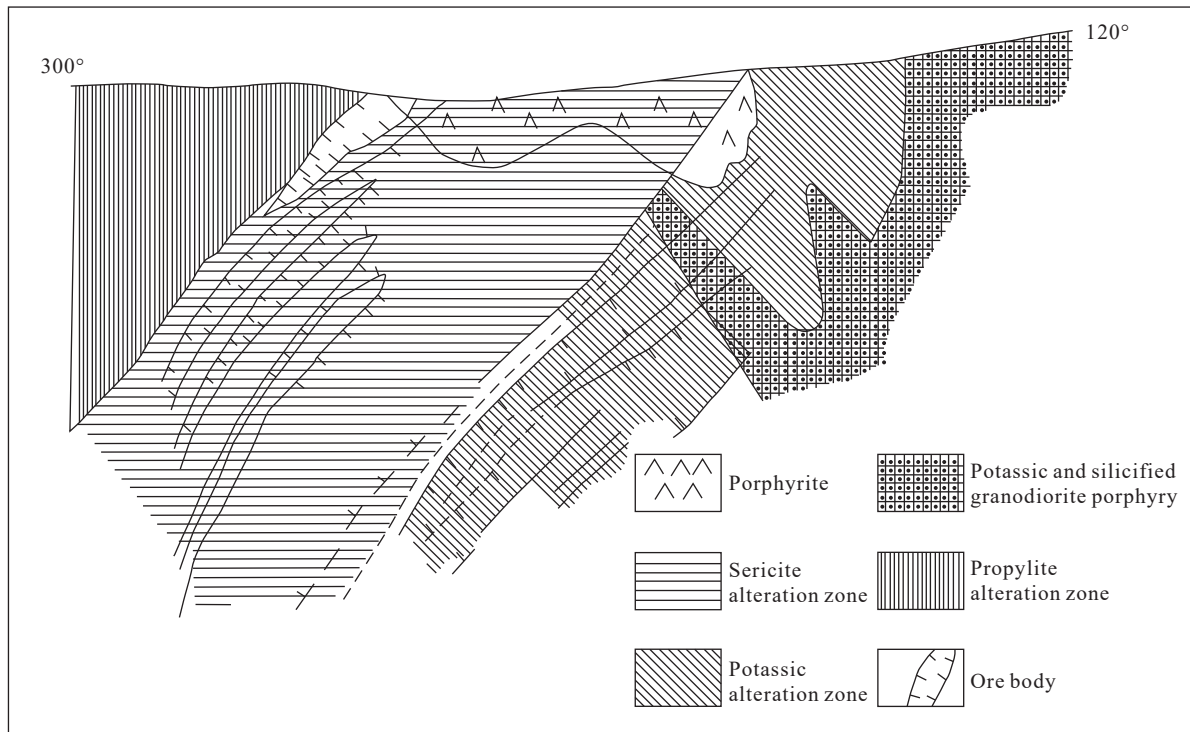 300°
120°
Porphyrite
Potassic and silicified
granodiorite porphyry
Sericite
alteration zone
Propylite
alteration zone
Potassic
alteration zone
Ore body